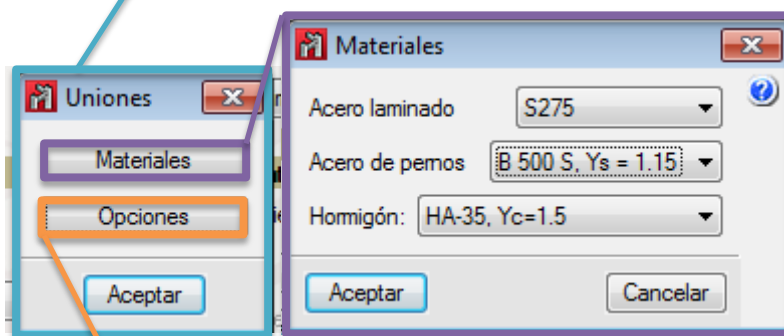 Uniones
Materiales
Opciones
Aceptar
Materiales
Acero laminado S275
Acero de pernos B 500 S, Ys = 1.15
Hormigón: HA-35, Yc=1.5
Aceptar Cancelar